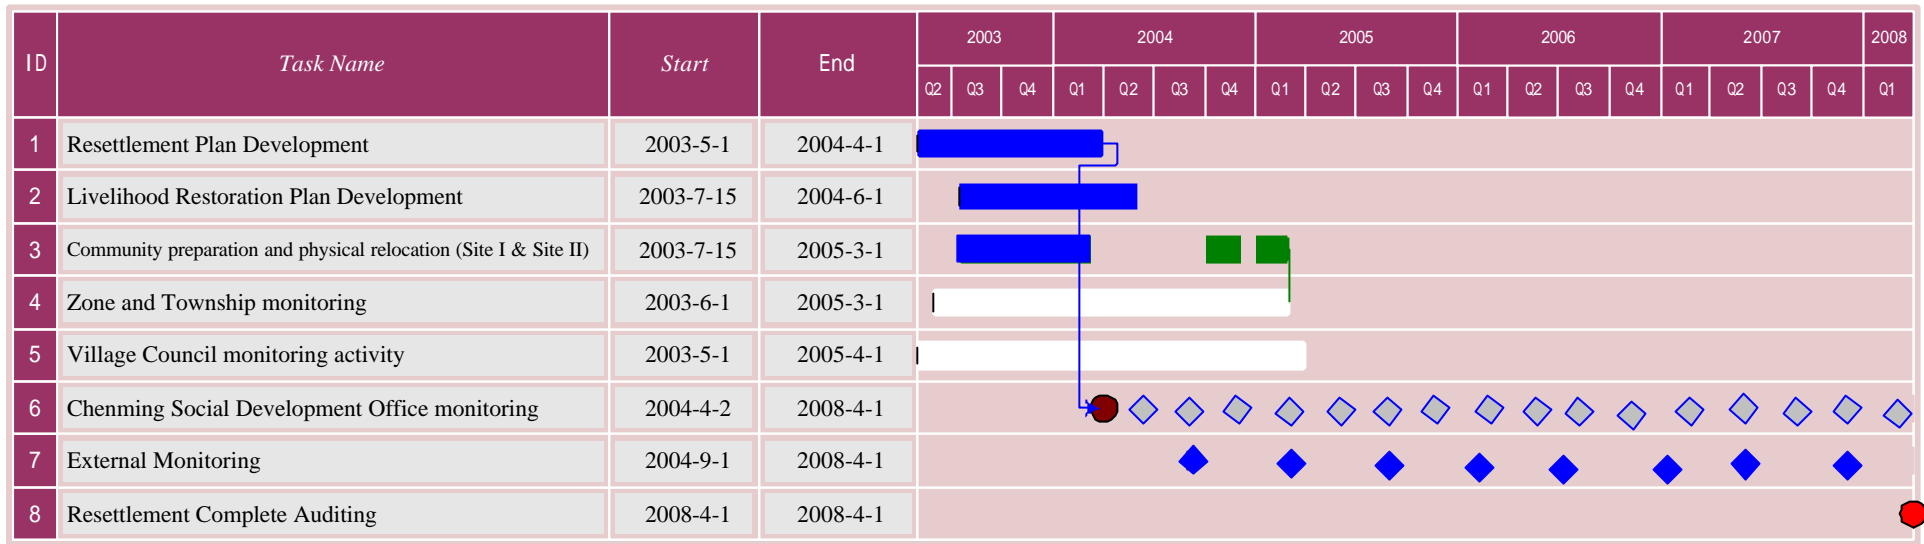 ID Task Name Start End 2003 2004 2005 2006 2007 2008
Q2 Q3 Q4 Q1 Q2 Q3 Q4 Q1 Q2 Q3 Q4 Q1 Q2 Q3 Q4 Q1 Q2 Q3 Q4 Q1
1 Resettlement Plan Development 2003-5-1 2004-4-1
2 Livelihood Restoration Plan Development 2003-7-15 2004-6-1
3 Community preparation and physical relocation (Site I & Site II) 2003-7-15 2005-3-1
4 Zone and Township monitoring 2003-6-1 2005-3-1
5 Village Council monitoring activity 2003-5-1 2005-4-1
6 Chenming Social Development Office monitoring 2004-4-2 2008-4-1
7 External Monitoring 2004-9-1 2008-4-1
8 Resettlement Complete Auditing 2008-4-1 2008-4-1